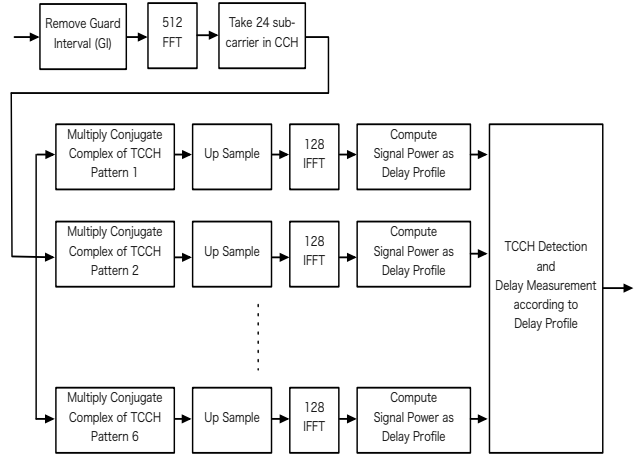 Remove Guard
Interval (GI)
512
FFT
Take 24 sub-
carrier in CCH
Multiply Conjugate
Complex of TCCH
Pattern 1
Up Sample
128
IFFT
Compute
Signal Power as
Delay Profile
Multiply Conjugate
Complex of TCCH
Pattern 2
Up Sample
128
IFFT
Compute
Signal Power as
Delay Profile
TCCH Detection
and
Delay Measurement
according to
Delay Profile
Multiply Conjugate
Complex of TCCH
Pattern 6
Up Sample
128
IFFT
Compute
Signal Power as
Delay Profile